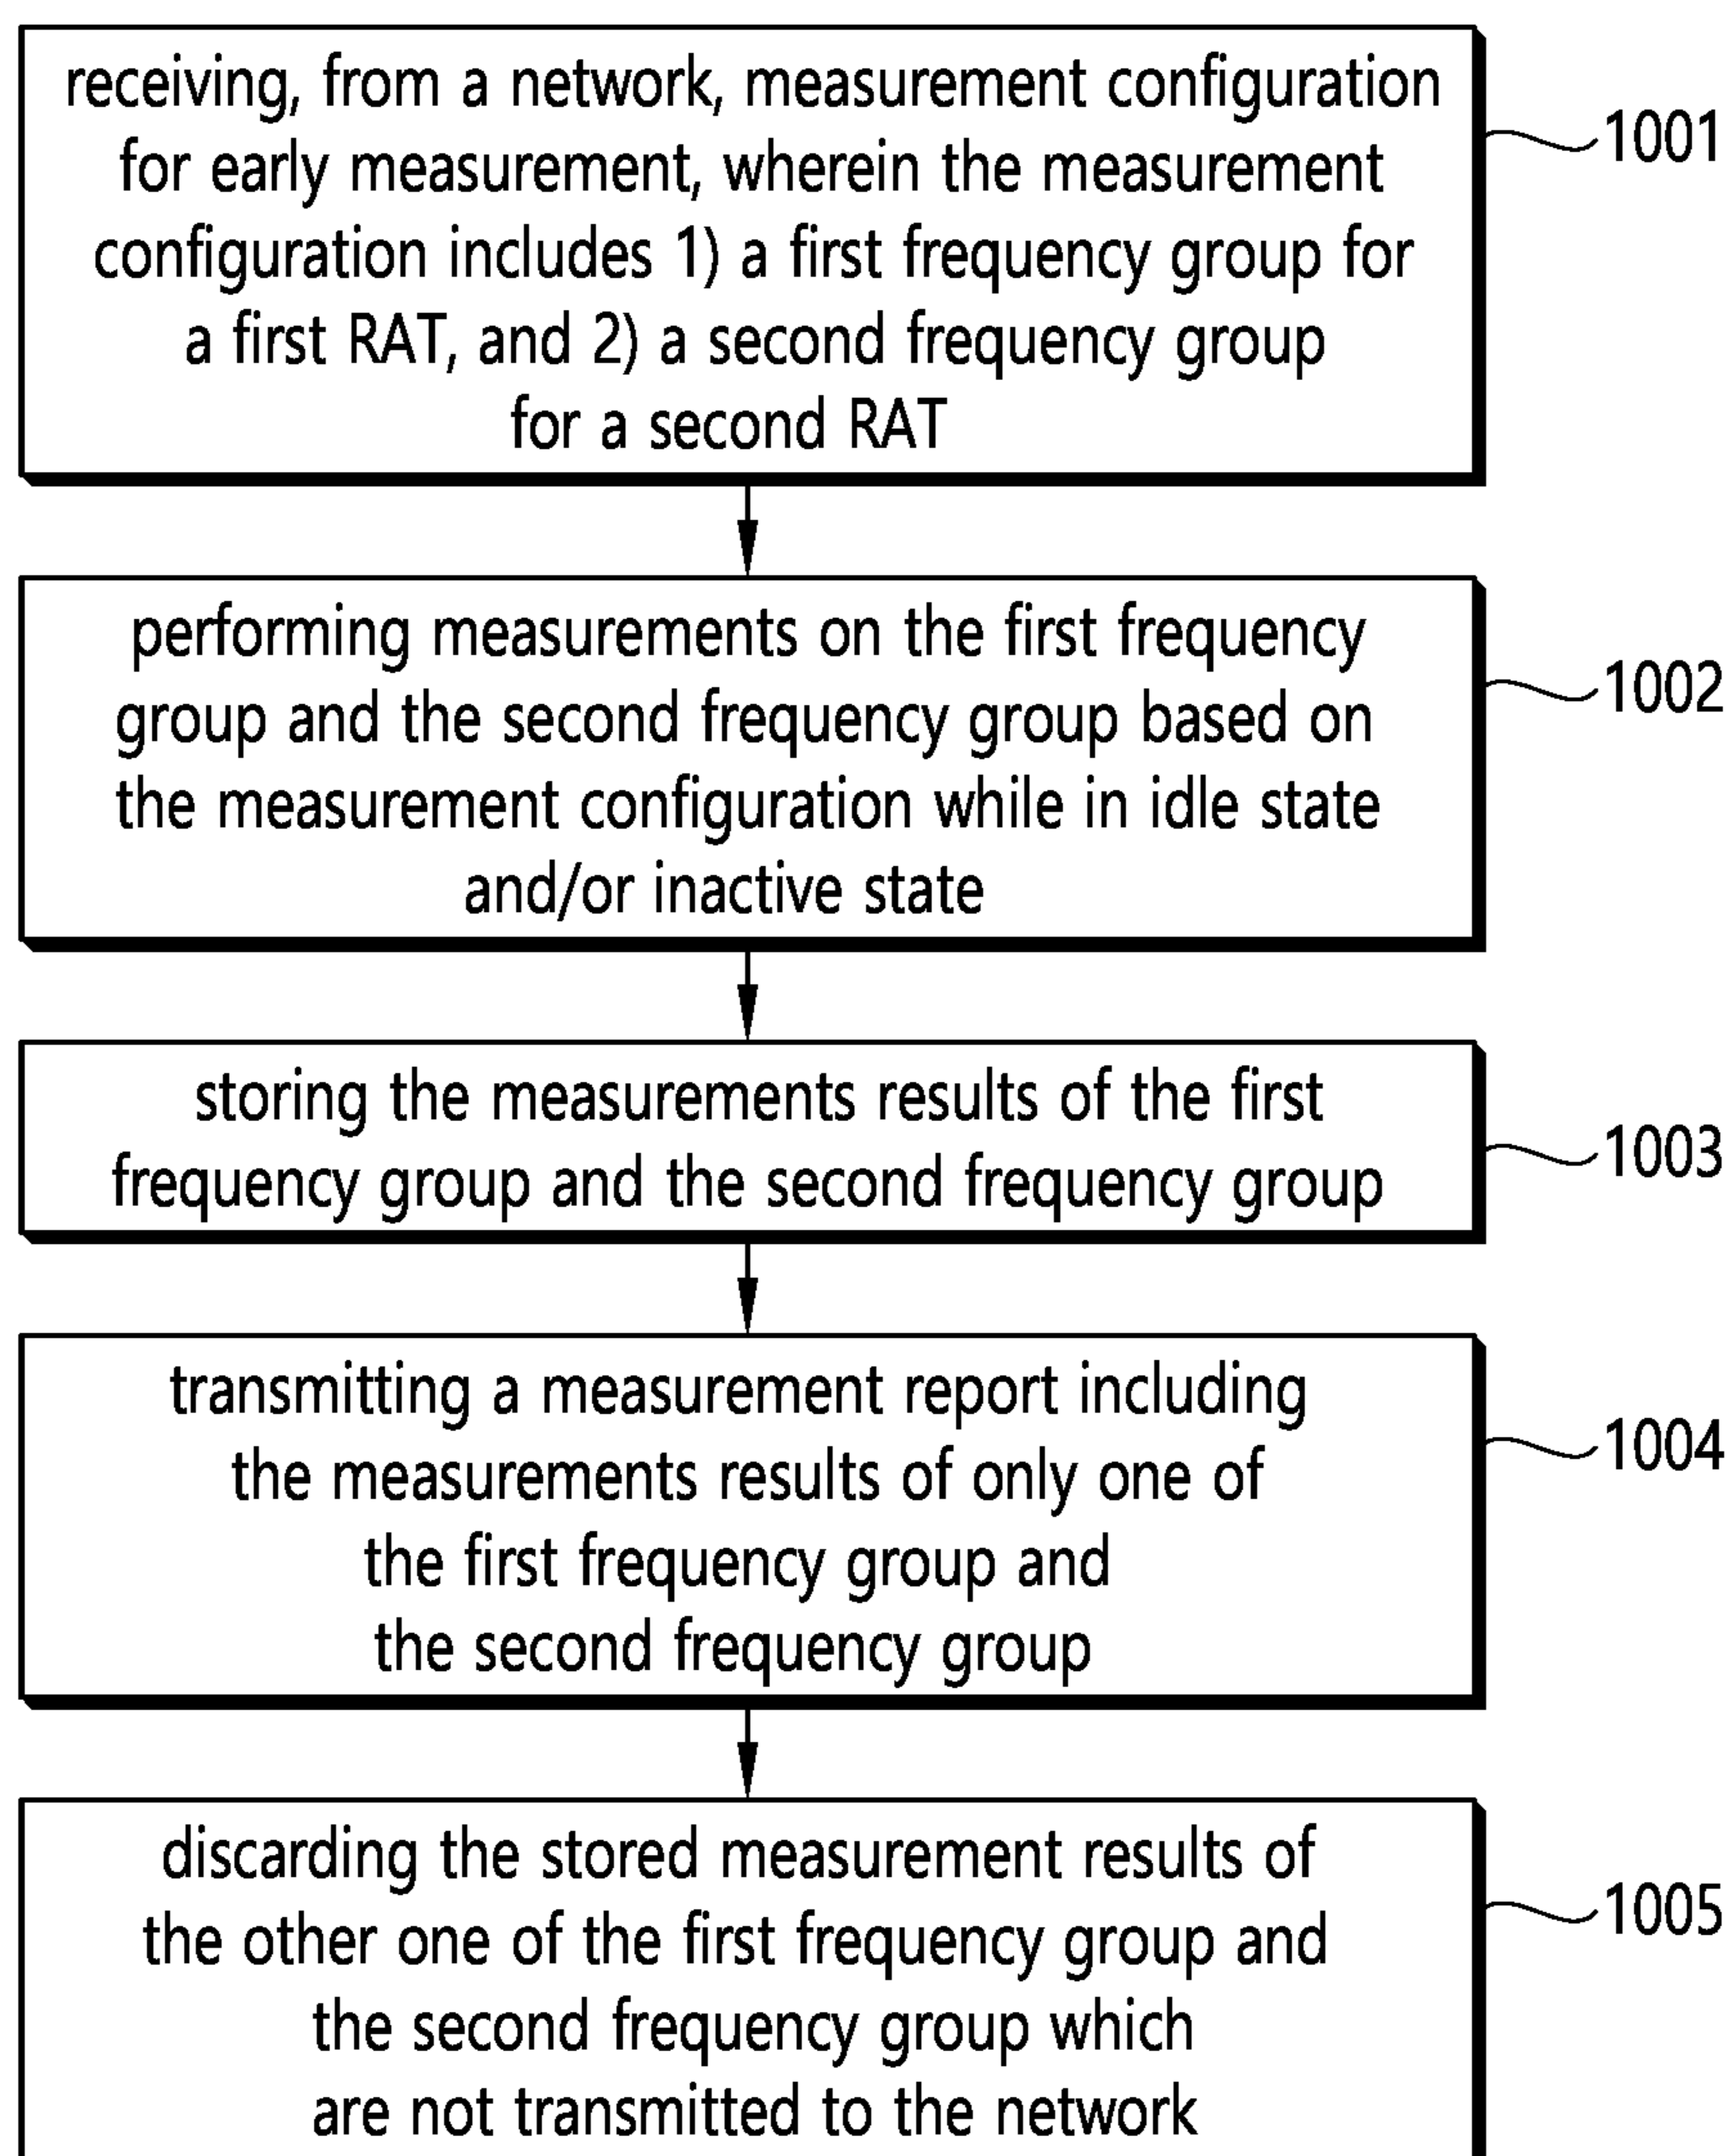 receiving, from a network, measurement configuration
for early measurement, wherein the measurement
configuration includes 1) a first frequency group for
a first RAT, and 2) a second frequency group
for a second RAT
1001
performing measurements on the first frequency
group and the second frequency group based on
the measurement configuration while in idle state
and/or inactive state
1002
storing the measurements results of the first
frequency group and the second frequency group
1003
transmitting a measurement report including
the measurements results of only one of
the first frequency group and
the second frequency group
1004
discarding the stored measurement results of
the other one of the first frequency group and
the second frequency group which
are not transmitted to the network
1005